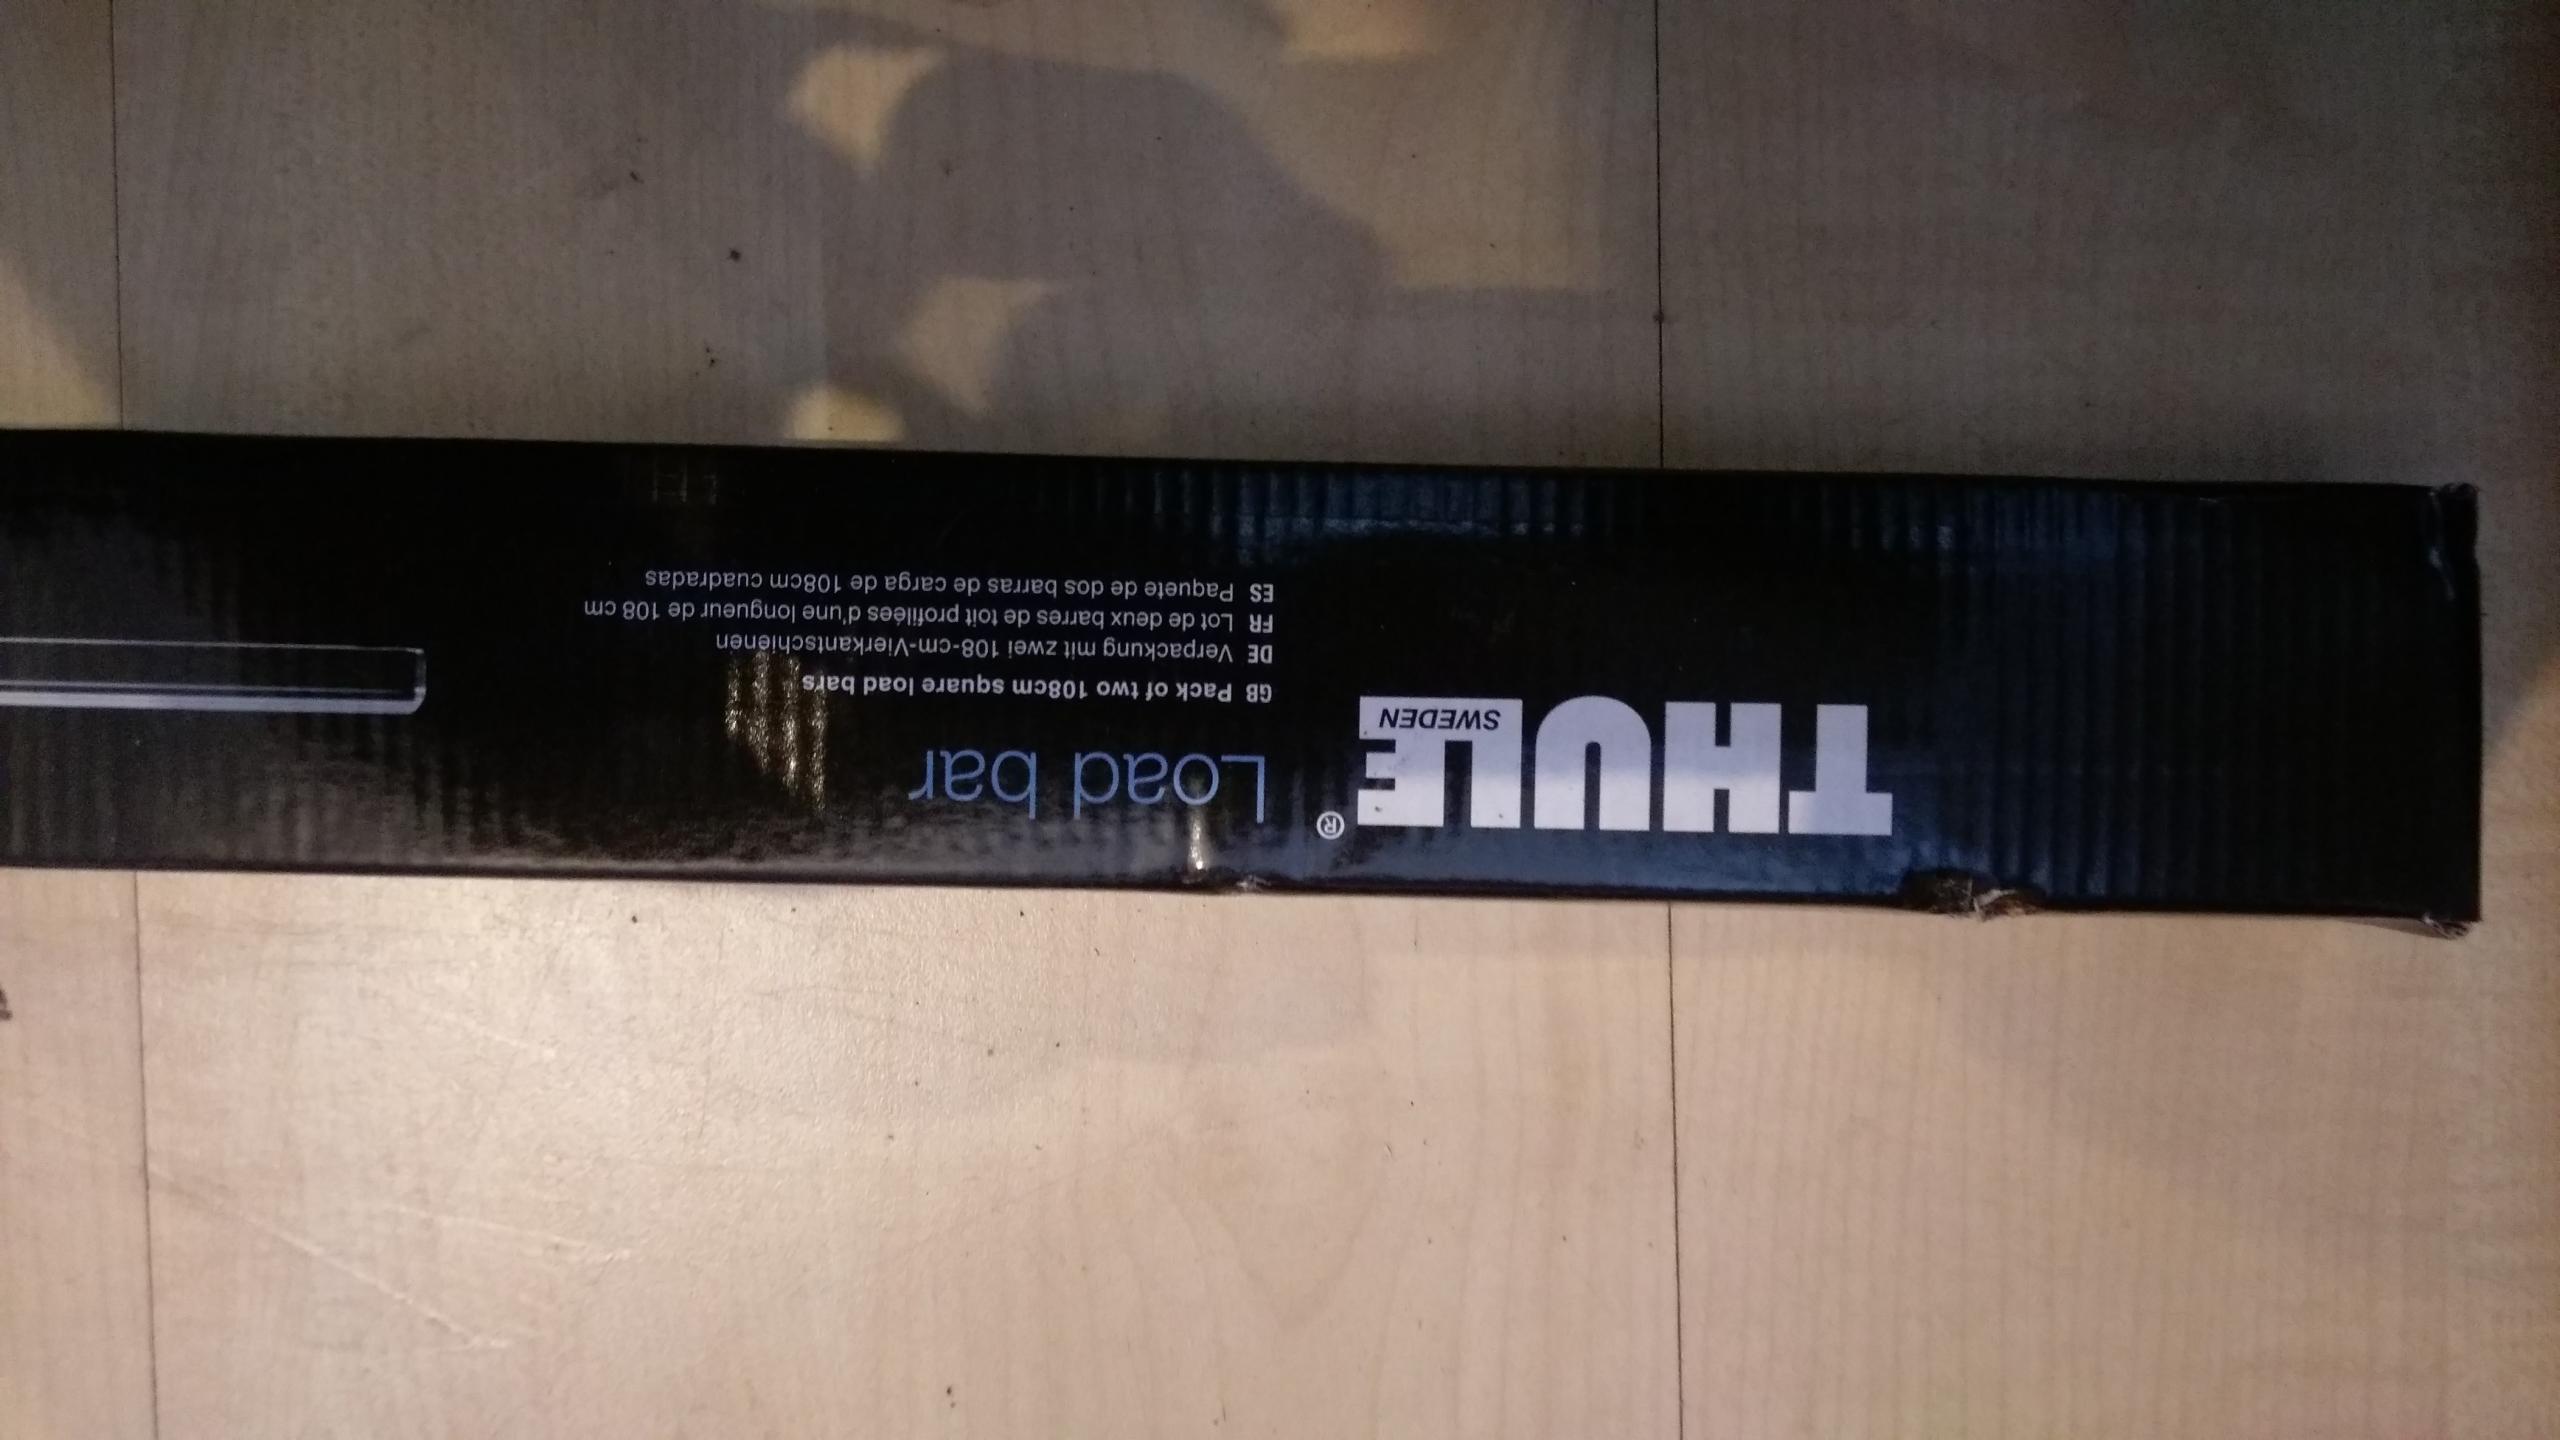 THULE®
SWEDEN
Load bar
GB Pack of two 108cm square load bars
DE Verpackung mit zwei 108-cm-Vierkantschienen
FR Lot de deux barres de toit profilées d'une longueur de 108 cm
ES Paquete de dos barras de carga de 108cm cuadradas